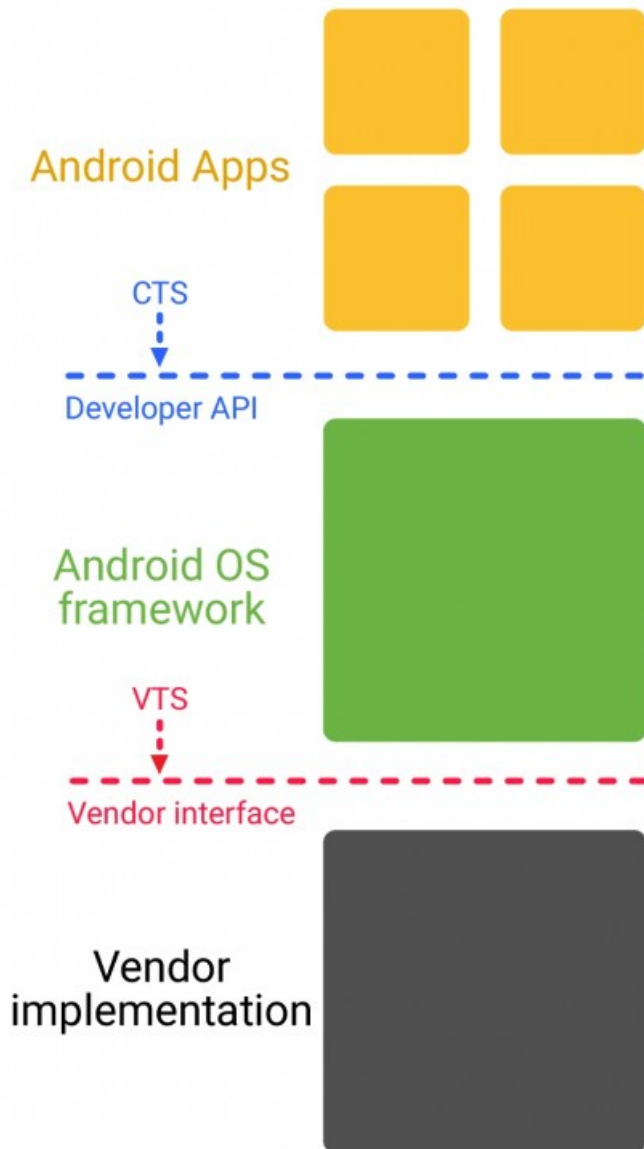 Android Apps
CTS
Developer API
Android OS
framework
VTS
Vendor interface
Vendor
implementation